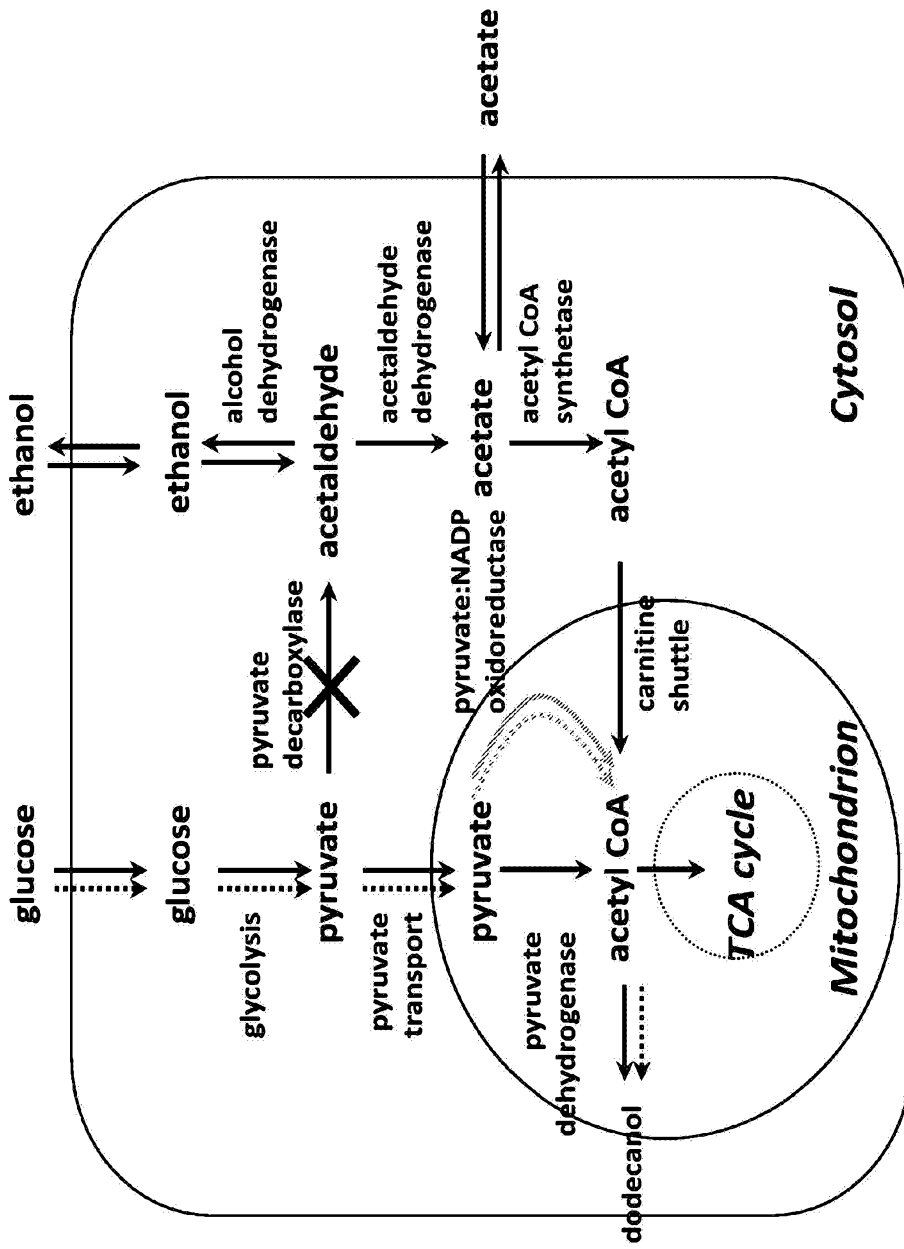 glucose
ethanol
glucose
ethanol
glycolysis
pyruvate
decarboxylase
alcohol
dehydrogenase
pyruvate
acetaldehyde
pyruvate
transport
acetaldehyde
dehydrogenase
pyruvate
pyruvate:NADP
oxidoreductase
acetate
acetate
pyruvate
dehydrogenase
acetyl CoA
synthetase
dodecanol
acetyl CoA
acetyl CoA
carnitine
shuttle
TCA cycle
Mitochondrion
Cytosol